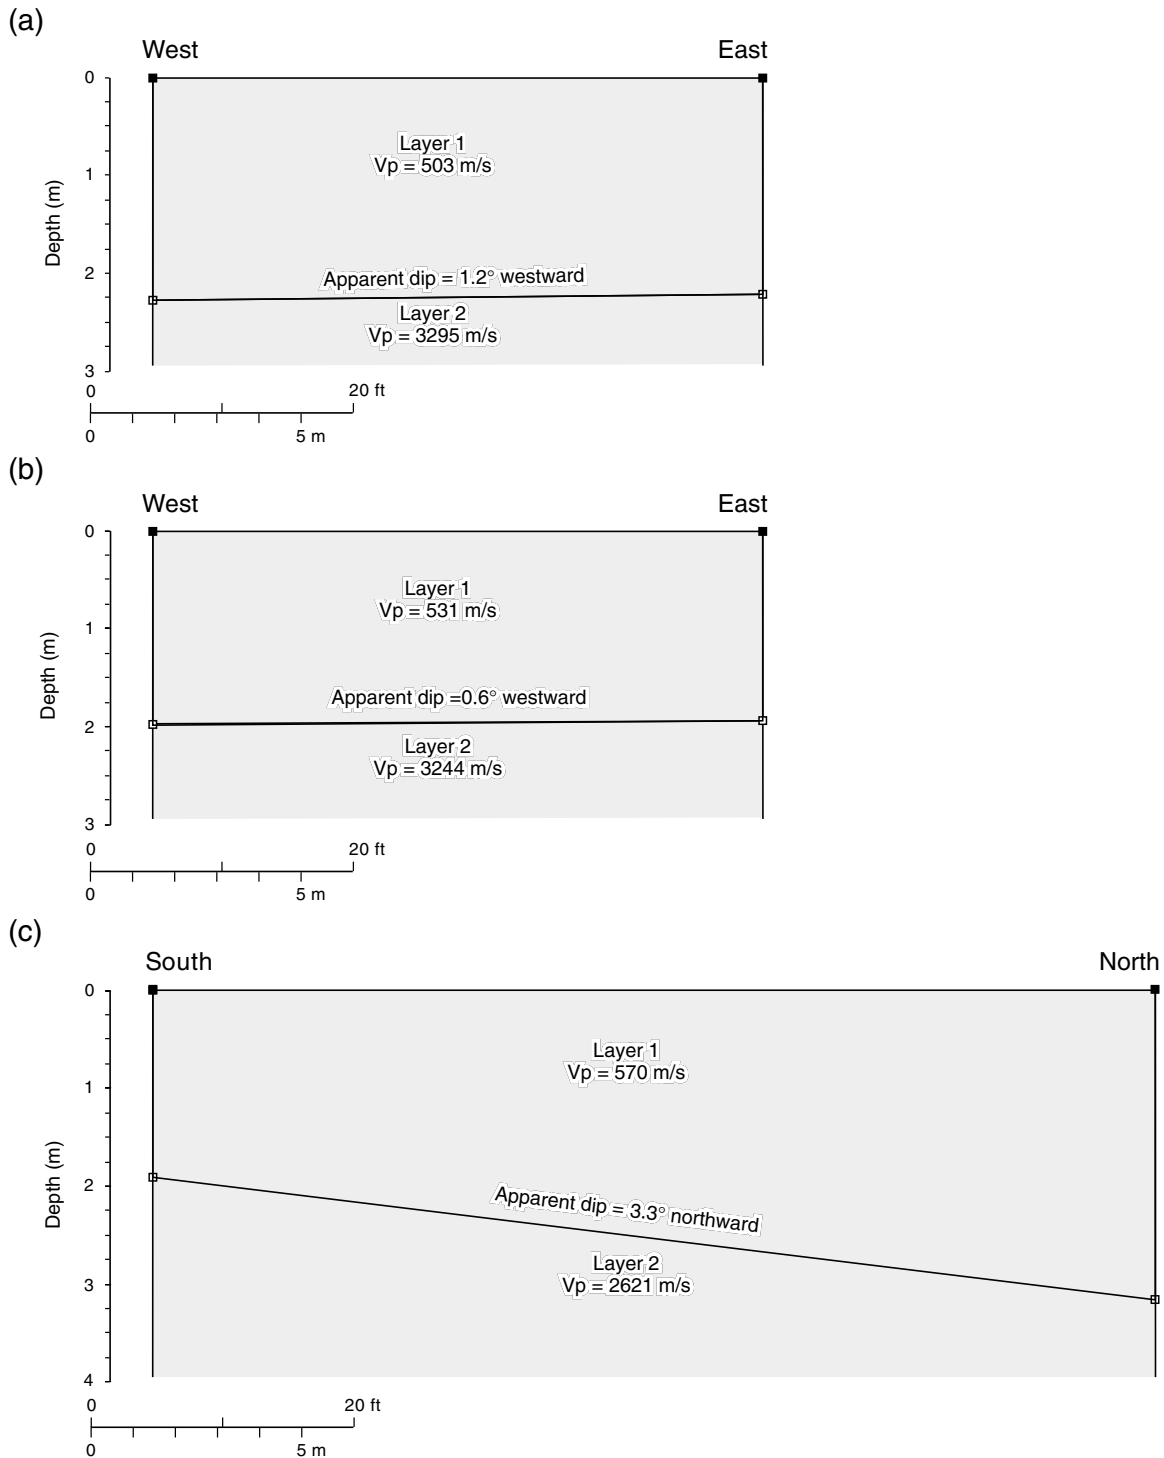 (a)
West East
0
Layer 1
Vp = 503 m/s
1
Depth (m)
2
Apparent dip = 1.2° westward
Layer 2
Vp = 3295 m/s
3
0 20 ft
0 5 m
(b)
West East
0
Layer 1
Vp = 531 m/s
1
Depth (m)
Apparent dip =0.6° westward
2
Layer 2
Vp = 3244 m/s
3
0 20 ft
0 5 m
(c)
South North
0
Layer 1
Vp = 570 m/s
1
Depth (m)
2
Apparent dip = 3.3° northward
Layer 2
3
Vp = 2621 m/s
4
0 20 ft
0 5 m